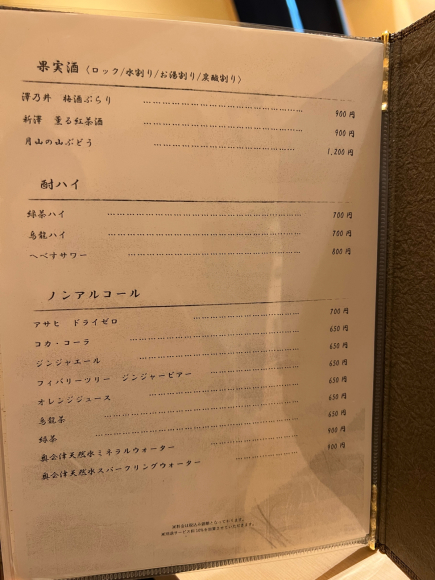 果実酒〈ロック/水割り/お湯割り/炭酸割り〉
澤乃井 梅酒ぷらり 900円
新澤 薫る紅茶酒 900円
月山の山ぶどう 1,200円
酎ハイ
緑茶ハイ 700円
烏龍ハイ 700円
へべすサワー 800円
ノンアルコール
アサヒ ドライゼロ 700円
コカ・コーラ 650円
ジンジャエール 650円
フィバリーツリー ジンジャービアー 650円
オレンジジュース 650円
烏龍茶 650円
緑茶 650円
奥会津天然水ミネラルウォーター 900円
奥会津天然水スパークリングウォーター 900円